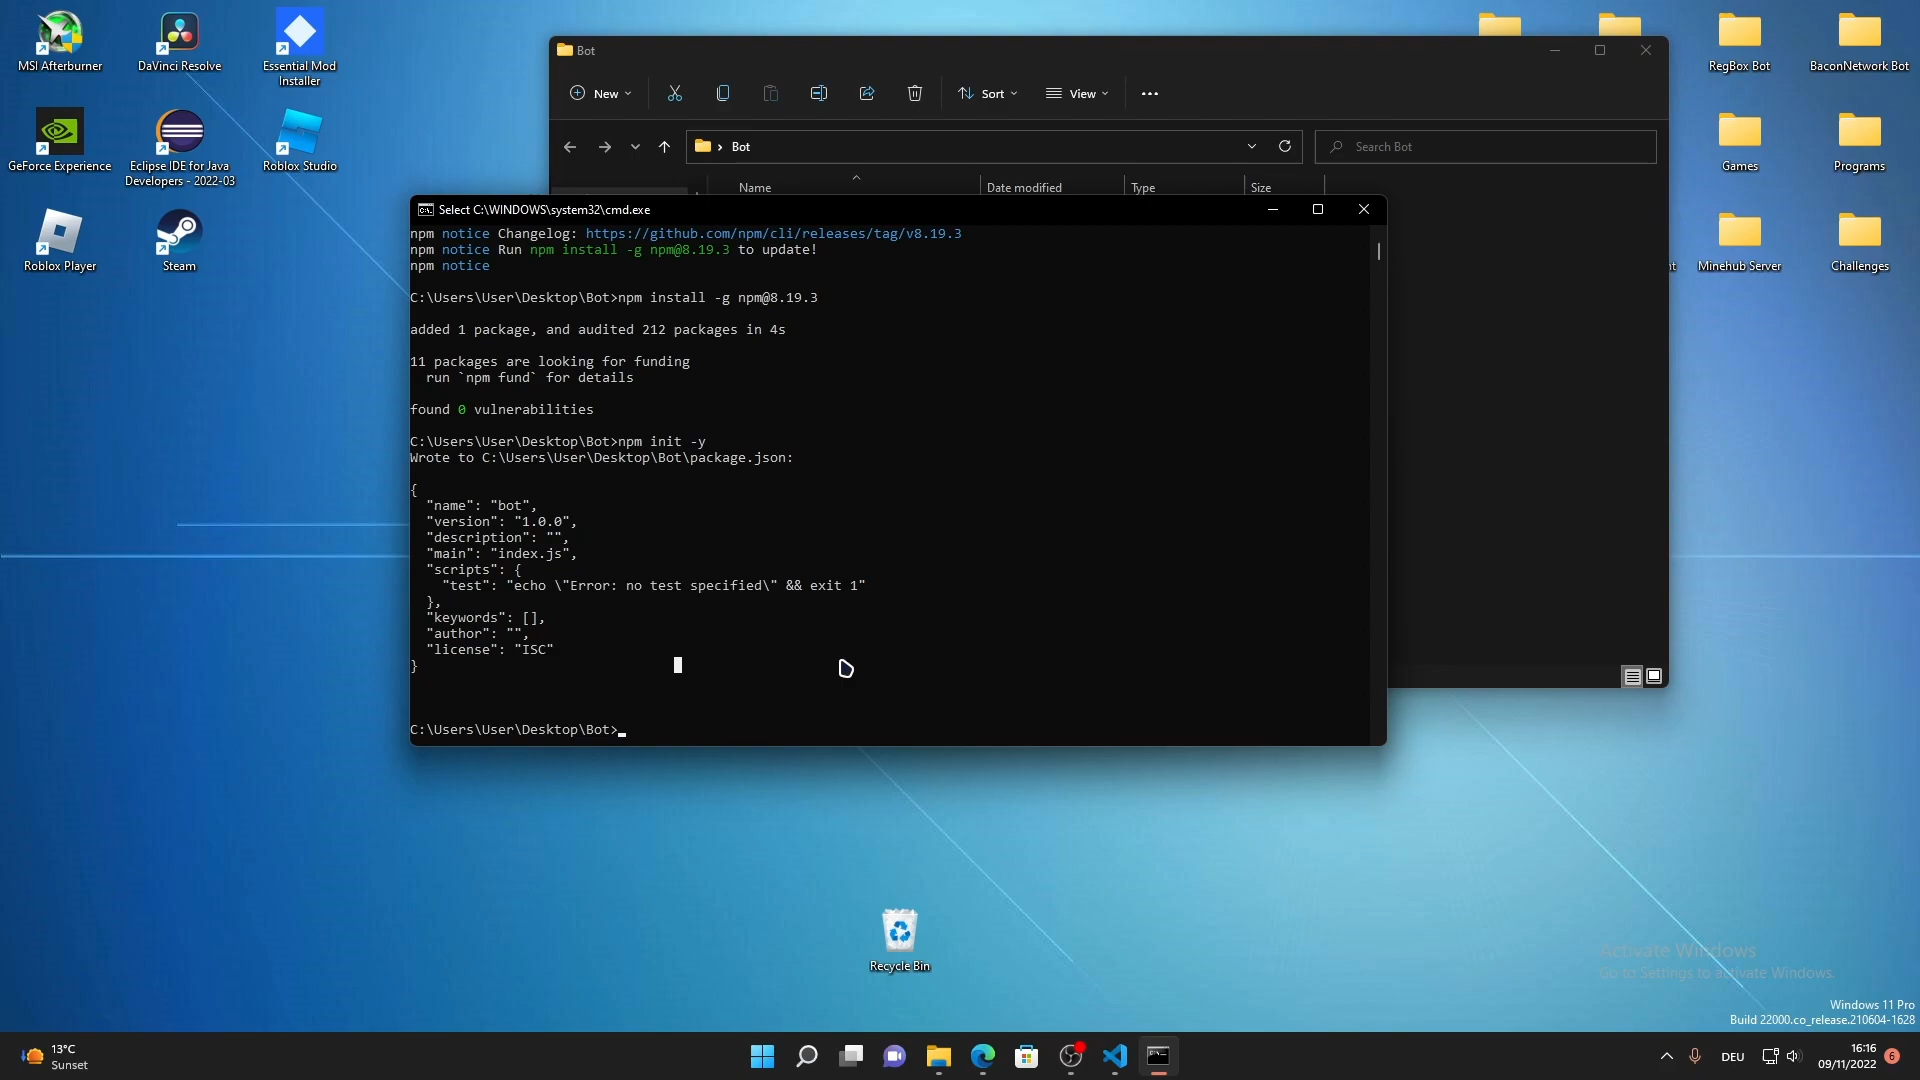 MSI Afterburner
DaVinci Resolve
Essential Mod
Installer
GeForce Experience
Eclipse IDE for Java
Developers - 2022-03
Roblox Studio
Roblox Player
Steam
Bot
New
Sort
View
Bot
Search Bot
Name
Date modified
Type
Size
RegBox Bot
BaconNetwork Bot
Games
Programs
Minehub Server
Challenges
Select C:\WINDOWS\system32\cmd.exe
npm notice Changelog: https://github.com/npm/cli/releases/tag/v8.19.3
npm notice Run npm install -g npm@8.19.3 to update!
npm notice
C:\Users\User\Desktop\Bot>npm install -g npm@8.19.3
added 1 package, and audited 212 packages in 4s
11 packages are looking for funding
run `npm fund` for details
found 0 vulnerabilities
C:\Users\User\Desktop\Bot>npm init -y
Wrote to C:\Users\User\Desktop\Bot\package.json:
{
"name": "bot",
"version": "1.0.0",
"description": "",
"main": "index.js",
"scripts": {
"test": "echo \"Error: no test specified\" && exit 1"
},
"keywords": [],
"author": "",
"license": "ISC"
}
C:\Users\User\Desktop\Bot>
Recycle Bin
Activate Windows
Go to Settings to activate Windows.
Windows 11 Pro
Build 22000.co_release.210604-1628
13°C
Sunset
DEU
16:16
09/11/2022
6